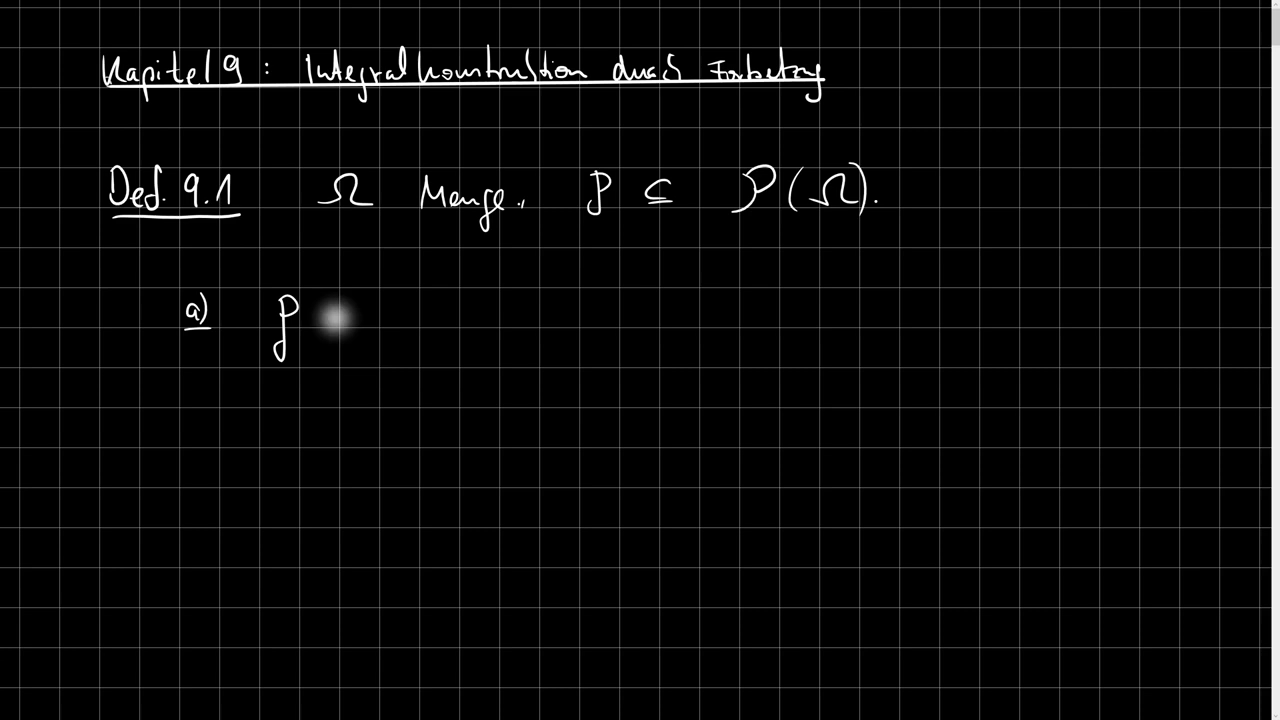 Kapitel 9 : Integralkonstruktion durch Fortsetzung
Def. 9.1 Ω Menge. ρ ⊆ 𝒫(Ω).
a) ρ